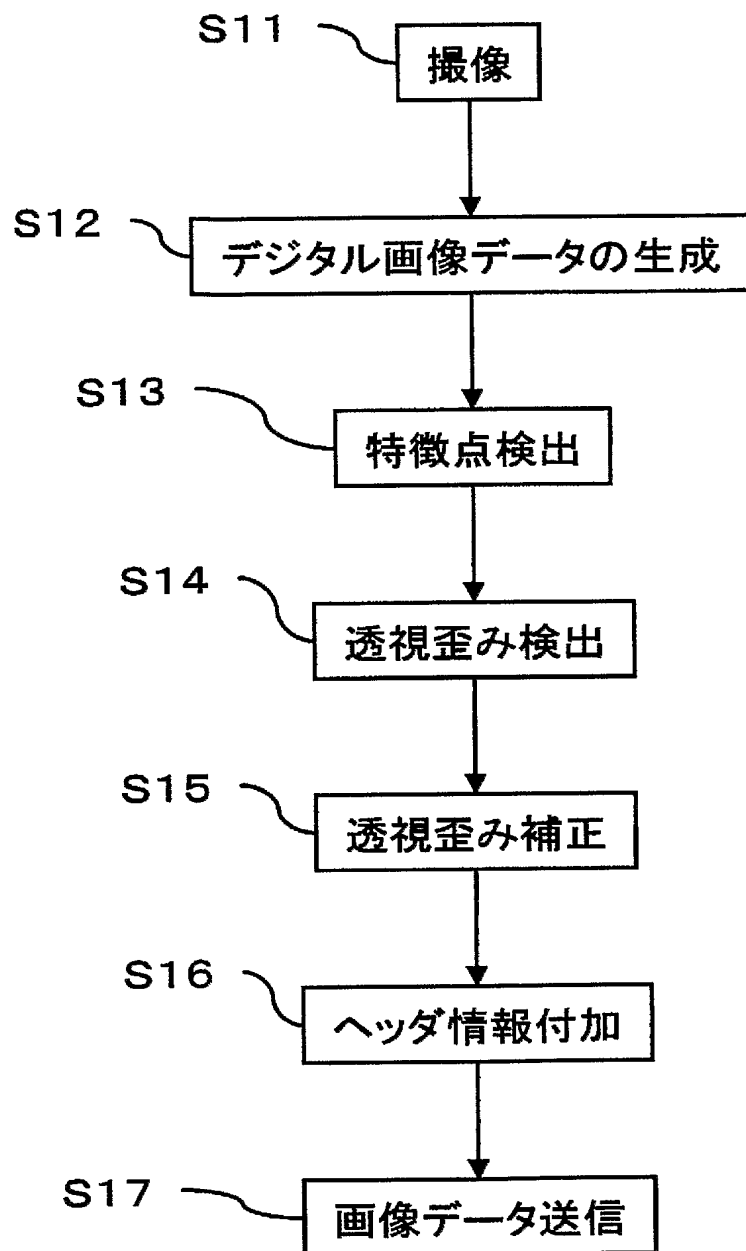 S11
撮像
S12
デジタル画像データの生成
S13
特徴点検出
S14
透視歪み検出
S15
透視歪み補正
S16
ヘッダ情報付加
S17
画像データ送信